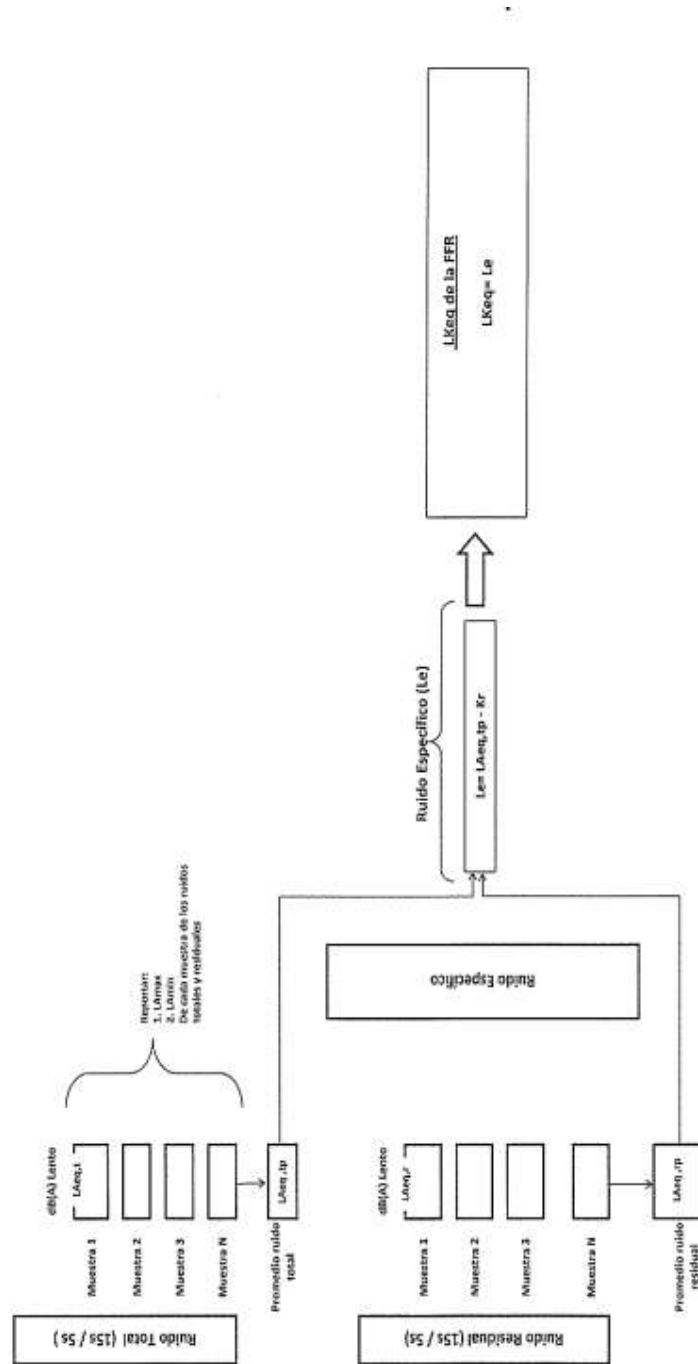 Ruido Total (15s / 5s )
dB(A) Lento
Muestra 1
LAeq,t
Muestra 2
Muestra 3
Muestra N
Promedio ruido
total
LAeq ,tp
Reportar:
1. LAmax
2. LAmin
De cada muestra de los ruidos
totales y residuales
Ruido Residual (15s / 5s)
dB(A) Lento
Muestra 1
LAeq,r
Muestra 2
Muestra 3
Muestra N
Promedio ruido
residual
LAeq ,rp
Ruido Específico
Ruido Específico (Le)
Le= LAeq,tp - Kr
LKeq de la FFR
LKeq= Le